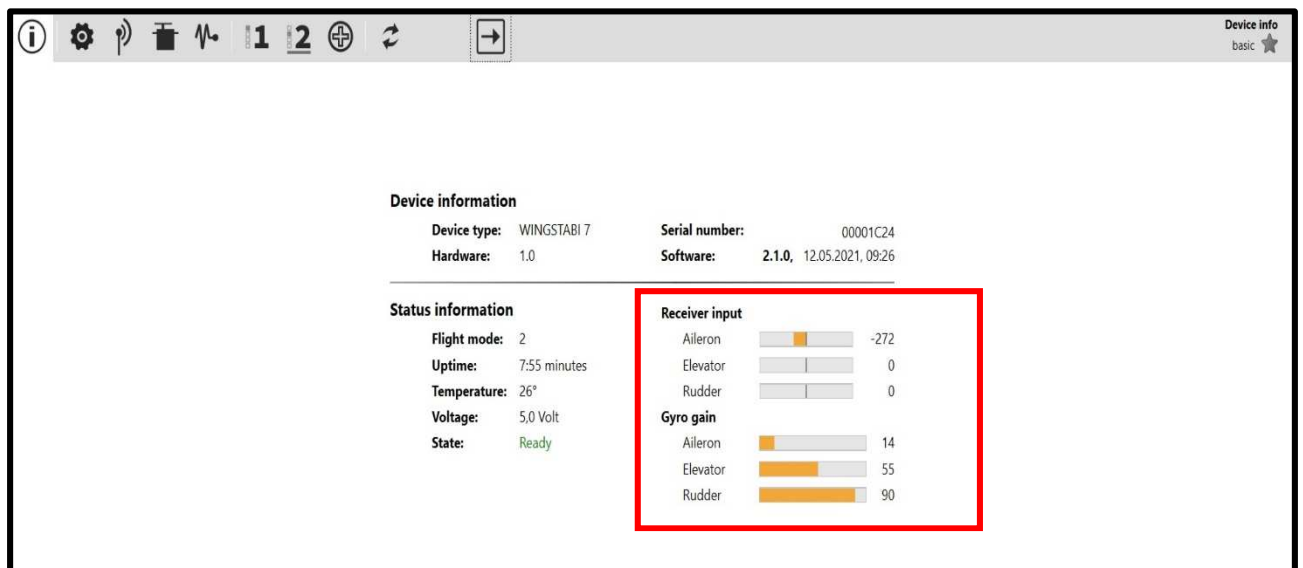 1 2
Device info
basic
Device information
Device type: WINGSTABI 7 Serial number: 00001C24
Hardware: 1.0 Software: 2.1.0, 12.05.2021, 09:26
Status information
Flight mode: 2
Uptime: 7:55 minutes
Temperature: 26°
Voltage: 5,0 Volt
State: Ready
Receiver input
Aileron -272
Elevator 0
Rudder 0
Gyro gain
Aileron 14
Elevator 55
Rudder 90